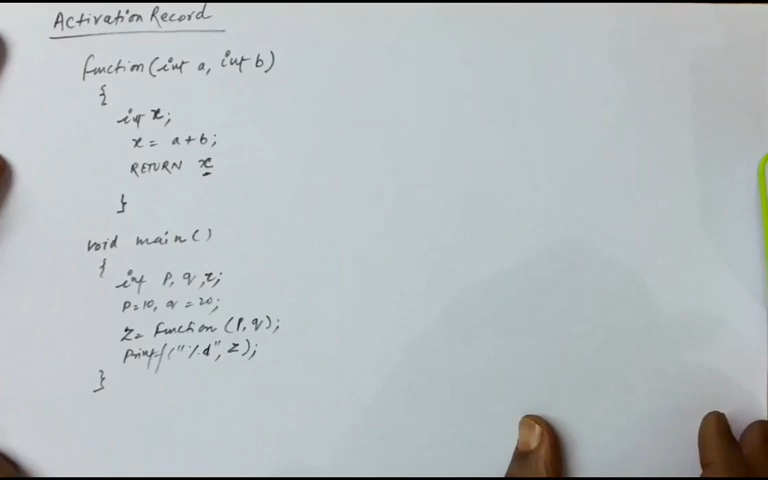 Activation Record
function(int a, int b)
{
int x;
x = a+b;
RETURN x
}
void main()
{
int P, q, z;
P=10, q=20;
Z= Function (P, q);
Printf("%d", Z);
}